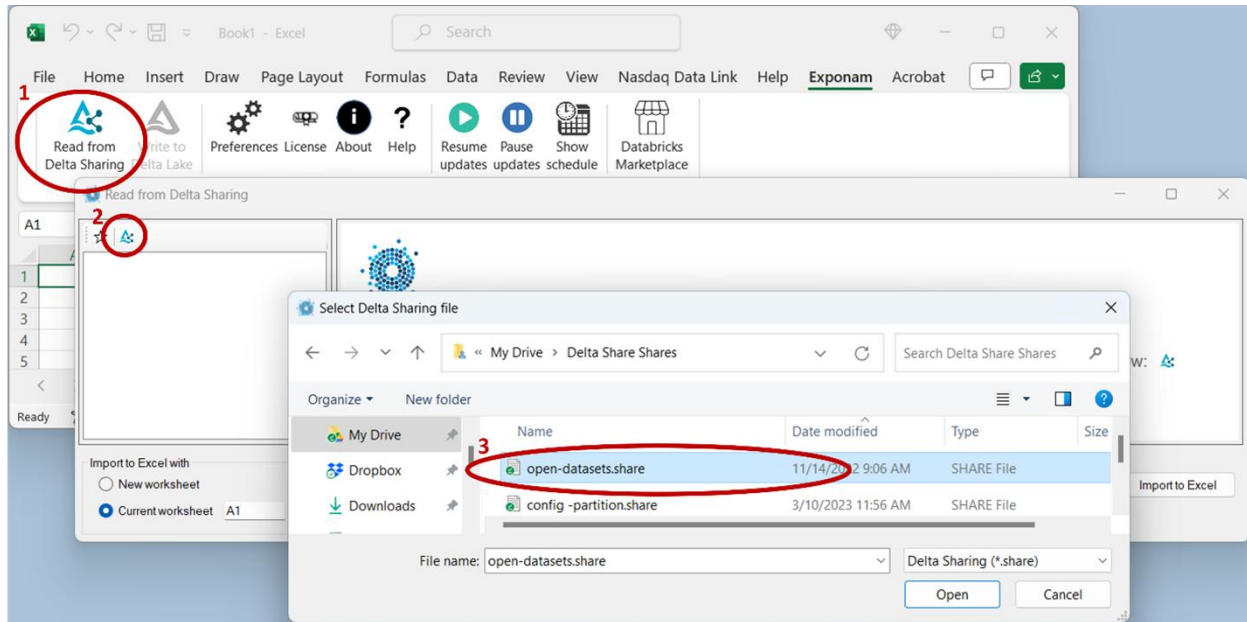 Book1 - Excel
Search
File Home Insert Draw Page Layout Formulas Data Review View Nasdaq Data Link Help Exponam Acrobat
1
Read from Delta Sharing
Write to Delta Lake
Preferences
License
About
Help
Resume updates
Pause updates
Show schedule
Databricks Marketplace
Read from Delta Sharing
A1
2
1
2
3
4
5
Ready
w:
Select Delta Sharing file
« My Drive > Delta Share Shares
Search Delta Share Shares
Organize
New folder
My Drive
Dropbox
Downloads
Name Date modified Type Size
3
open-datasets.share 11/14/2022 9:06 AM SHARE File
config -partition.share 3/10/2023 11:56 AM SHARE File
File name: open-datasets.share
Delta Sharing (*.share)
Open
Cancel
Import to Excel with
New worksheet
Current worksheet A1
Import to Excel